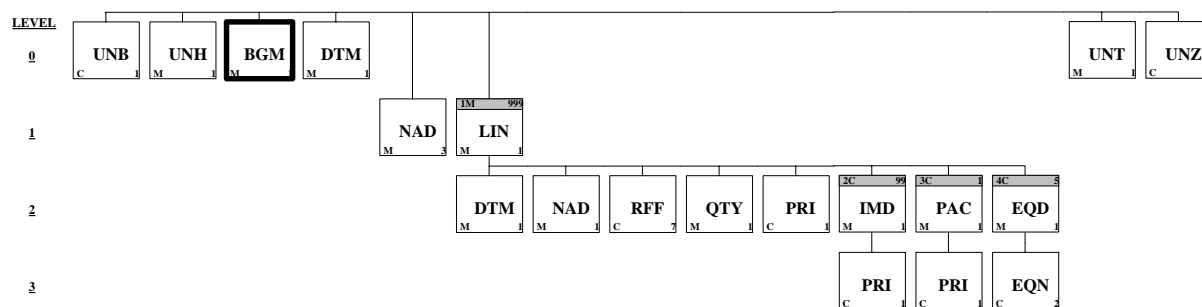 LEVEL
0 UNB UNH BGM DTM UNT UNZ
C 1 M 1 M 1 M 1 M 1 C 1
1M 999
1 NAD LIN
M 3 M 1
2C 99 3C 1 4C 5
2 DTM NAD RFF QTY PRI IMD PAC EQD
M 1 M 1 C 7 M 1 C 1 M 1 M 1 M 1
3 PRI PRI EQN
C 1 C 1 C 2